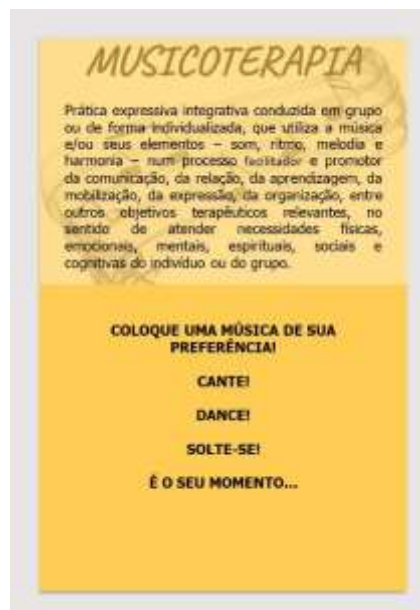 MUSICOTERAPIA
Prática expressiva integrativa conduzida em grupo
ou de forma individualizada, que utiliza a música
e/ou seus elementos – som, ritmo, melodia e
harmonia – num processo facilitador e promotor
da comunicação, da relação, da aprendizagem, da
mobilização, da expressão, da organização, entre
outros objetivos terapêuticos relevantes, no
sentido de atender necessidades físicas,
emocionais, mentais, espirituais, sociais e
cognitivas do indivíduo ou do grupo.
COLOQUE UMA MÚSICA DE SUA
PREFERÊNCIA!
CANTE!
DANCE!
SOLTE-SE!
É O SEU MOMENTO...